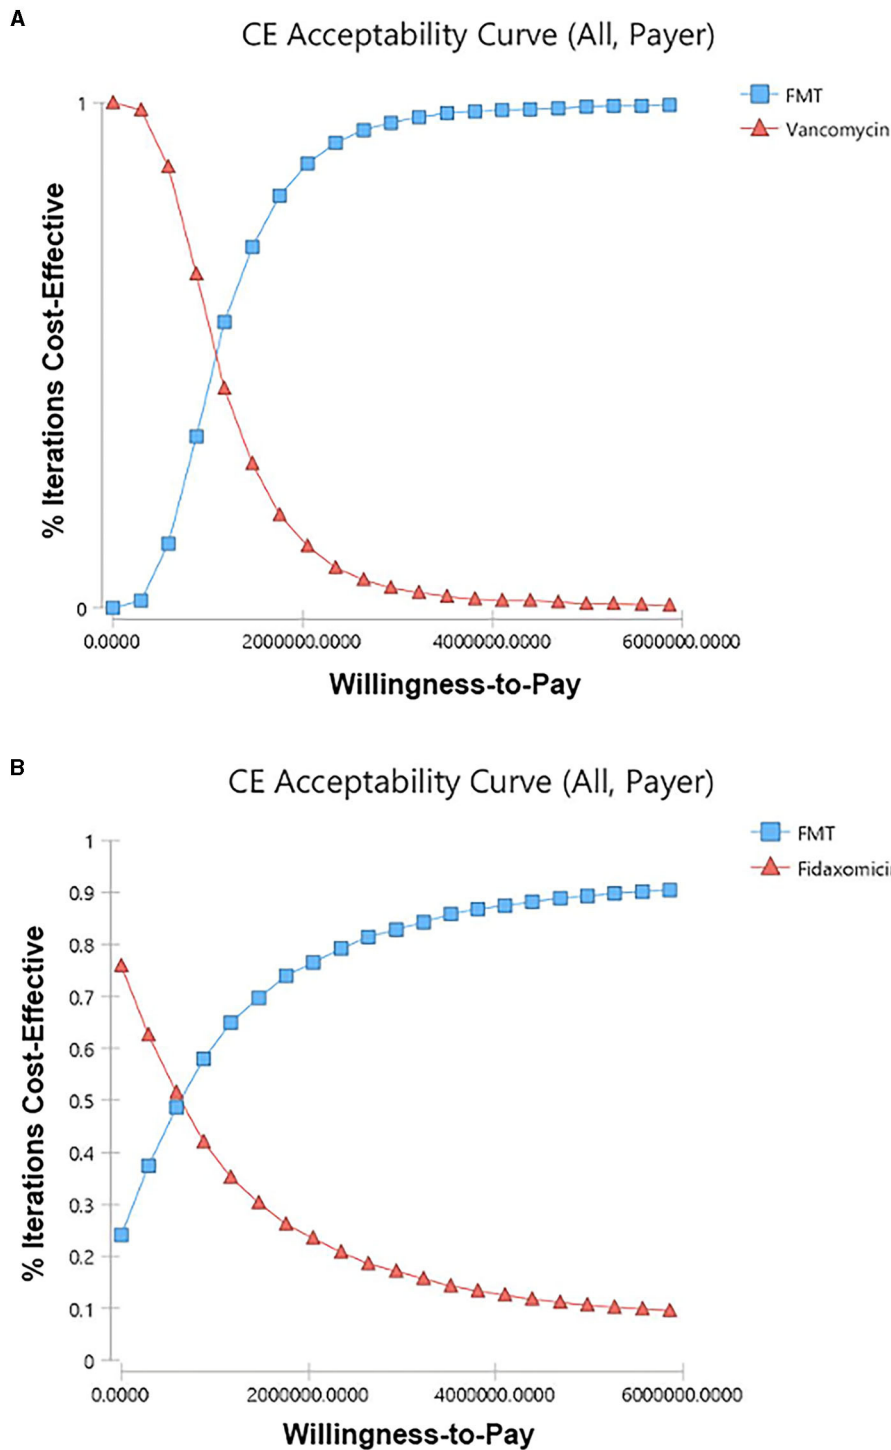 A
CE Acceptability Curve (All, Payer)
FMT
Vancomycin
% Iterations Cost-Effective
1
0
0.0000 2000000.0000 4000000.0000 6000000.0000
Willingness-to-Pay
B
CE Acceptability Curve (All, Payer)
FMT
Fidaxomici
% Iterations Cost-Effective
1
0.9
0.8
0.7
0.6
0.5
0.4
0.3
0.2
0.1
0
0.0000 2000000.0000 4000000.0000 6000000.0000
Willingness-to-Pay